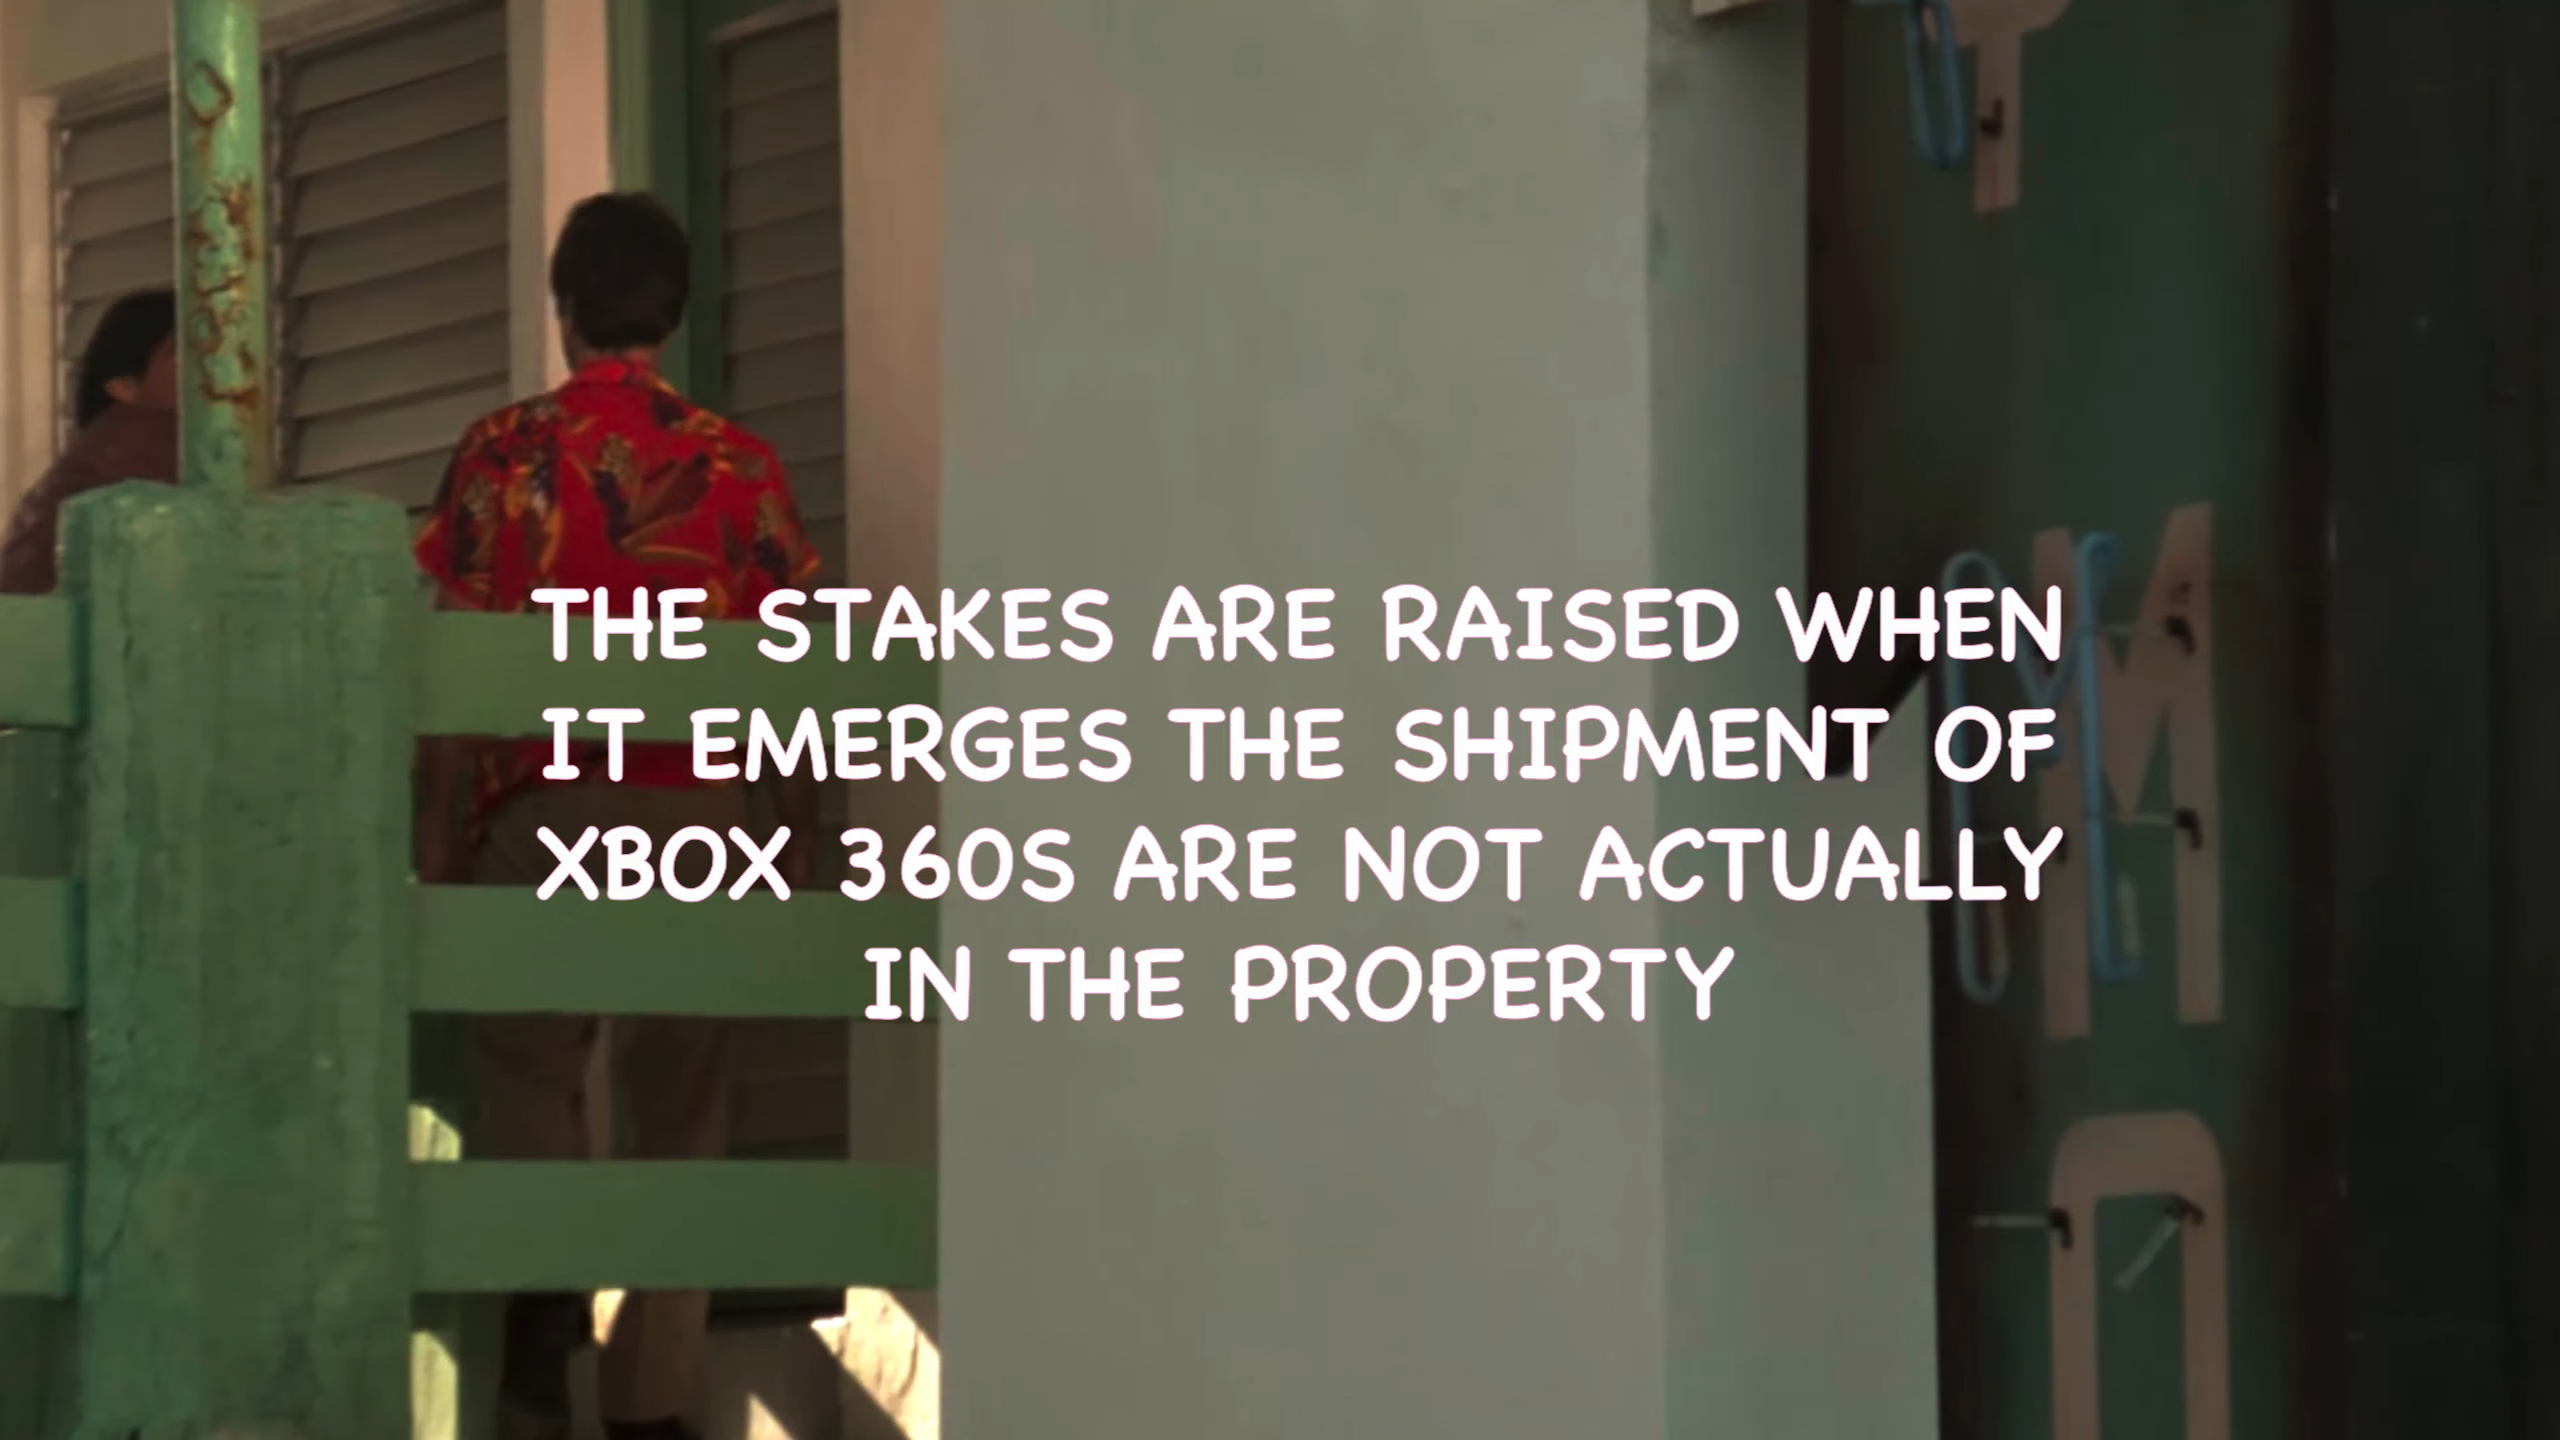 THE STAKES ARE RAISED WHEN
IT EMERGES THE SHIPMENT OF
XBOX 360S ARE NOT ACTUALLY
IN THE PROPERTY
M